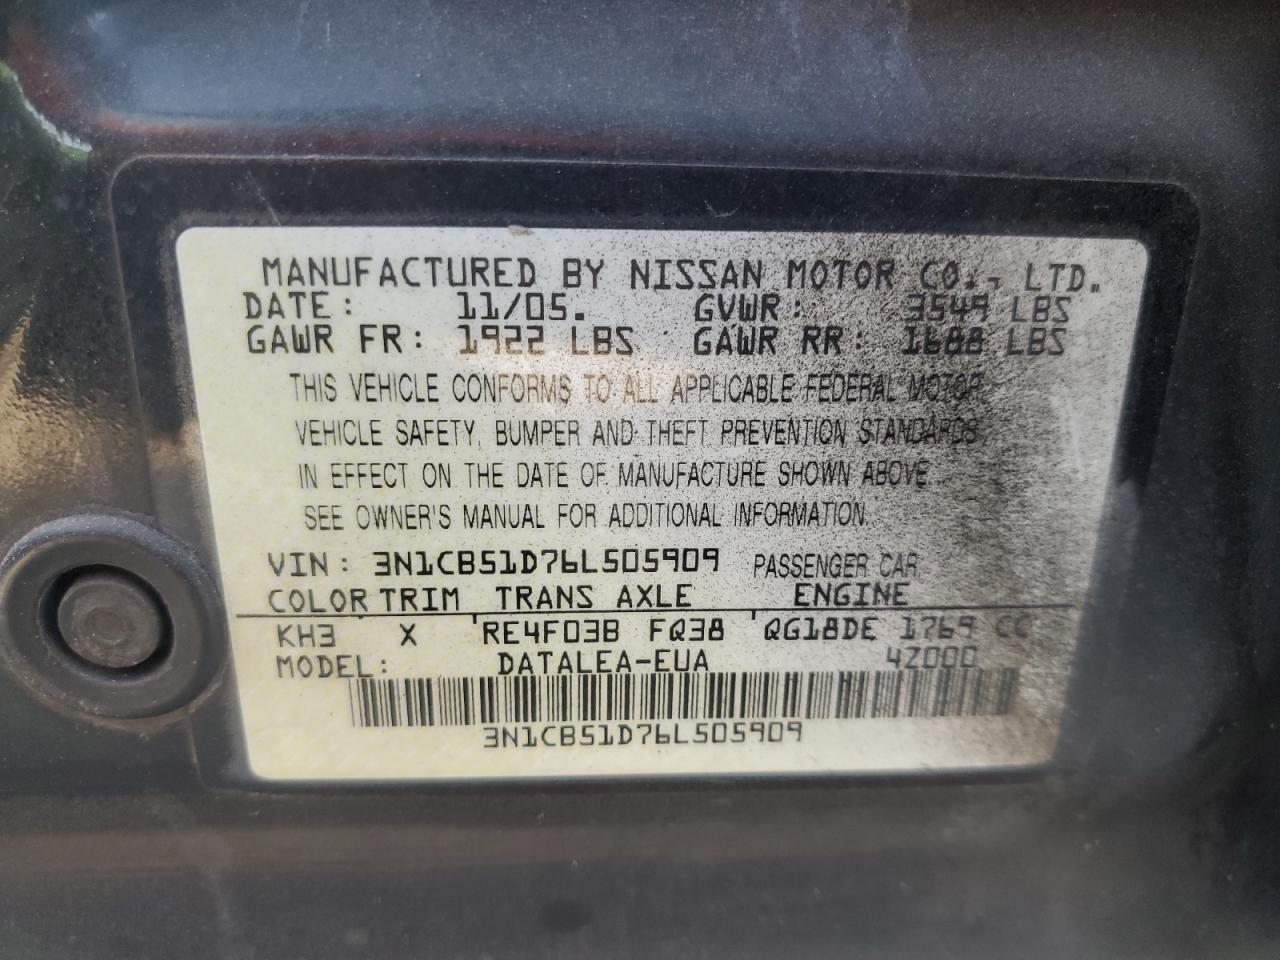 MANUFACTURED BY NISSAN MOTOR CO., LTD.
DATE: 11/05. GVWR: 3549 LBS
GAWR FR: 1922 LBS GAWR RR: 1688 LBS
THIS VEHICLE CONFORMS TO ALL APPLICABLE FEDERAL MOTOR
VEHICLE SAFETY, BUMPER AND THEFT PREVENTION STANDARDS
IN EFFECT ON THE DATE OF MANUFACTURE SHOWN ABOVE.
SEE OWNER'S MANUAL FOR ADDITIONAL INFORMATION.
VIN: 3N1CB51D76L505909 PASSENGER CAR
COLOR TRIM TRANS AXLE ENGINE
KH3 X 'RE4F03B FQ38 'QG18DE 1769 CC
MODEL: DATALEA-EUA 4Z000
3N1CB51D76L505909